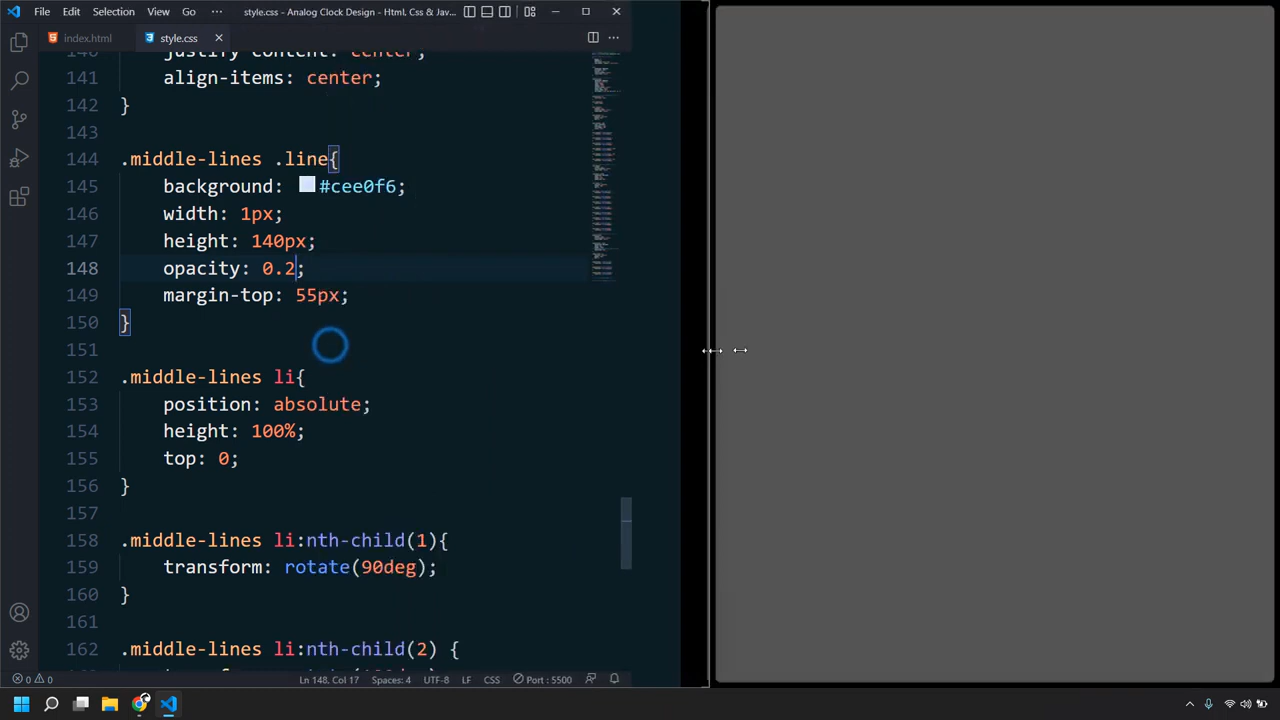 File Edit Selection View Go ··· style.css - Analog Clock Design - Html, Css & Jav...
index.html style.css
140 justify-content: center;
141 align-items: center;
142 }
143
144 .middle-lines .line{
145 background: #cee0f6;
146 width: 1px;
147 height: 140px;
148 opacity: 0.2;
149 margin-top: 55px;
150 }
151
152 .middle-lines li{
153 position: absolute;
154 height: 100%;
155 top: 0;
156 }
157
158 .middle-lines li:nth-child(1){
159 transform: rotate(90deg);
160 }
161
162 .middle-lines li:nth-child(2) {
0 0 Ln 148, Col 17 Spaces: 4 UTF-8 LF CSS Port : 5500